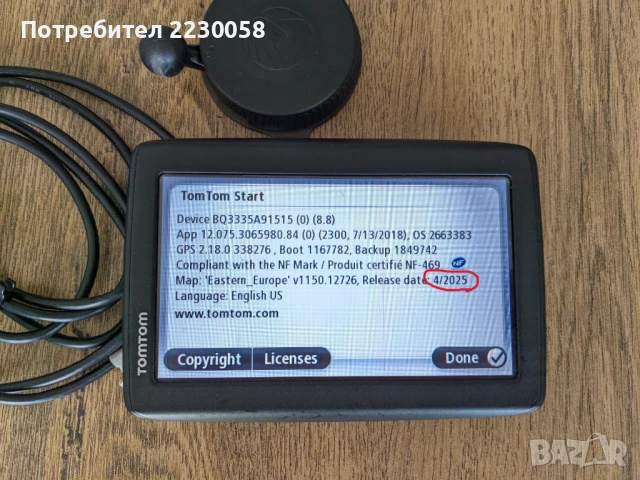 Потребител 2230058
TomTom Start
Device BQ3335A91515 (0) (8.8)
App 12.075.3065980.84 (0) (2300, 7/13/2018), OS 2663383
GPS 2.18.0 338276 , Boot 1167782, Backup 1849742
Compliant with the NF Mark / Produit certifié NF-469 NF
Map: 'Eastern_Europe' v1150.12726, Release date: 4/2025
Language: English US
www.tomtom.com
Copyright Licenses Done
TOMTOM
BAZAR